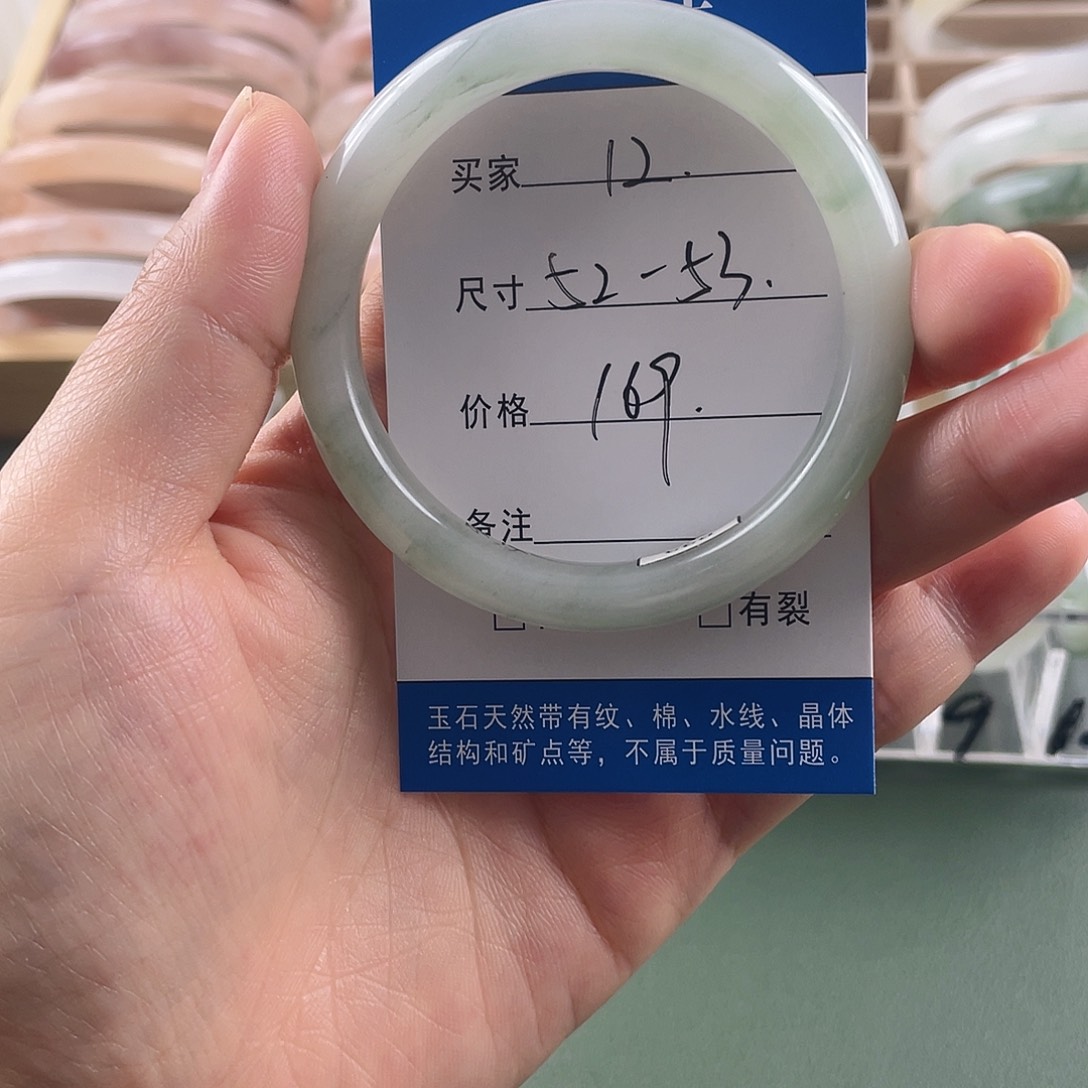 买家 12.
尺寸 52-53.
价格 169.
备注
有裂
玉石天然带有纹、棉、水线、晶体
结构和矿点等，不属于质量问题。
9